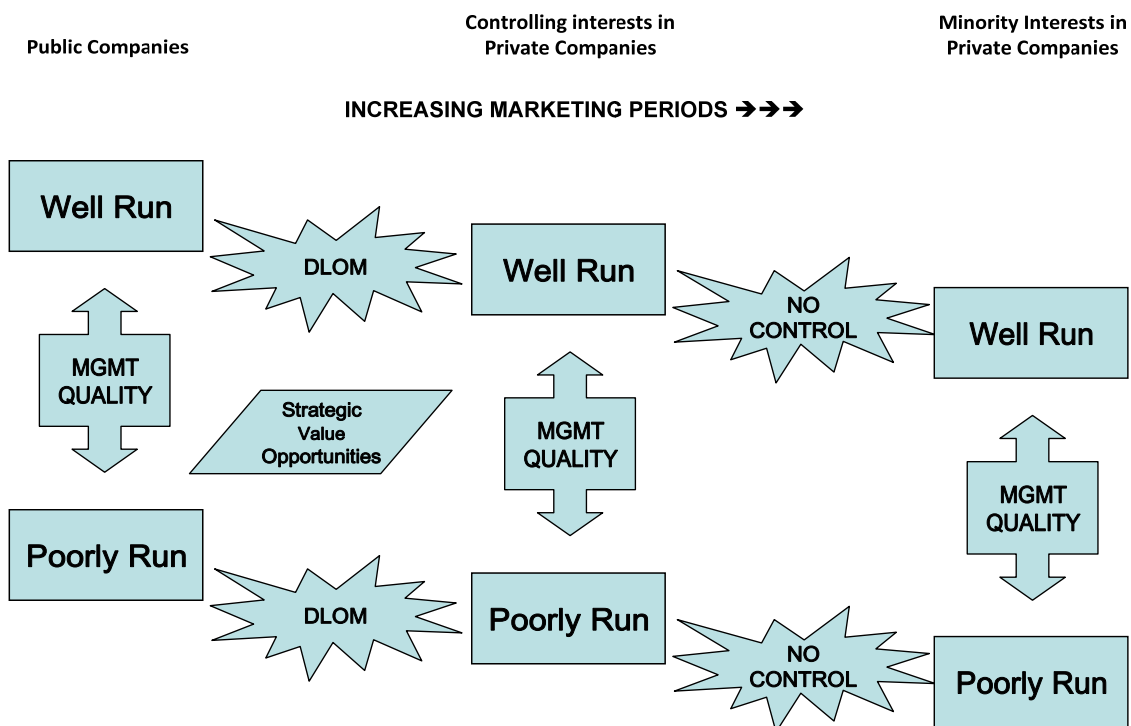 Public Companies
Controlling interests in
Private Companies
Minority Interests in
Private Companies
INCREASING MARKETING PERIODS ➔➔➔
Well Run
DLOM
Well Run
NO
CONTROL
Well Run
MGMT
QUALITY
Strategic
Value
Opportunities
MGMT
QUALITY
MGMT
QUALITY
Poorly Run
DLOM
Poorly Run
NO
CONTROL
Poorly Run